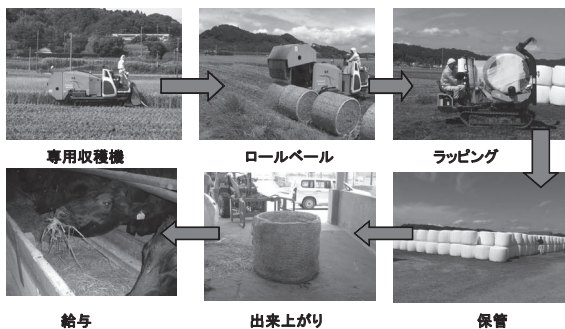 専用収穫機
ロールベール
ラッピング
給与
出来上がり
保管